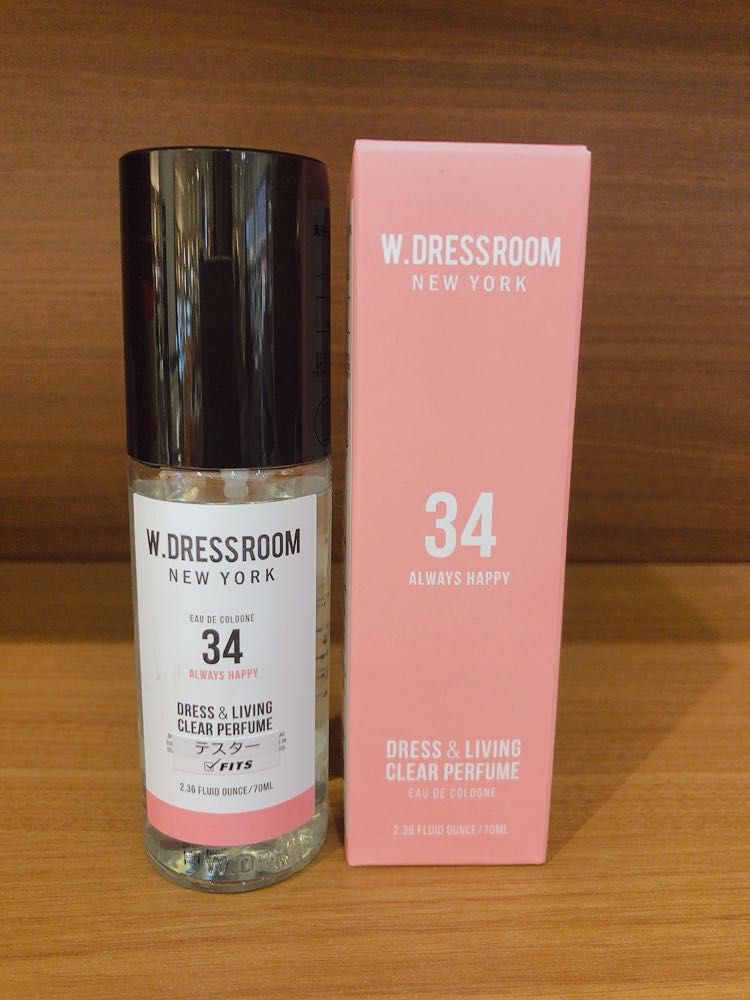 W.DRESSROOM
NEW YORK
EAU DE COLOGNE
34
ALWAYS HAPPY
DRESS & LIVING
CLEAR PERFUME
テスター
FITS
2.36 FLUID OUNCE/70ML
W.DRESSROOM
NEW YORK
34
ALWAYS HAPPY
DRESS & LIVING
CLEAR PERFUME
EAU DE COLOGNE
2.36 FLUID OUNCE/70ML